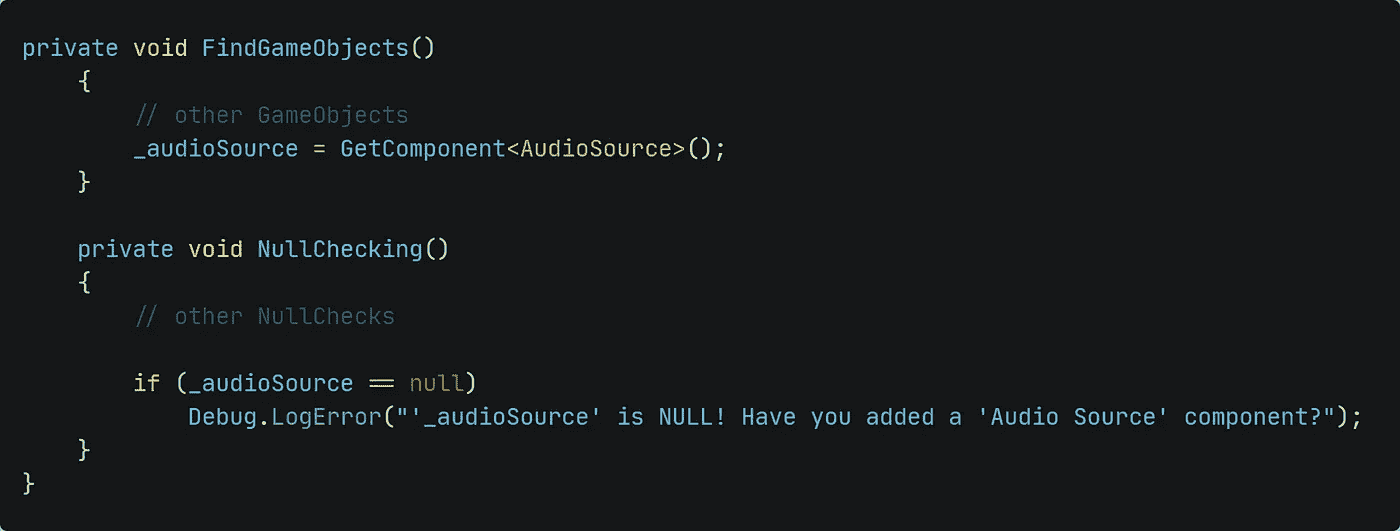 private void FindGameObjects()
    {
        // other GameObjects
        _audioSource = GetComponent<AudioSource>();
    }

    private void NullChecking()
    {
        // other NullChecks

        if (_audioSource == null)
            Debug.LogError("'_audioSource' is NULL! Have you added a 'Audio Source' component?");
    }
}